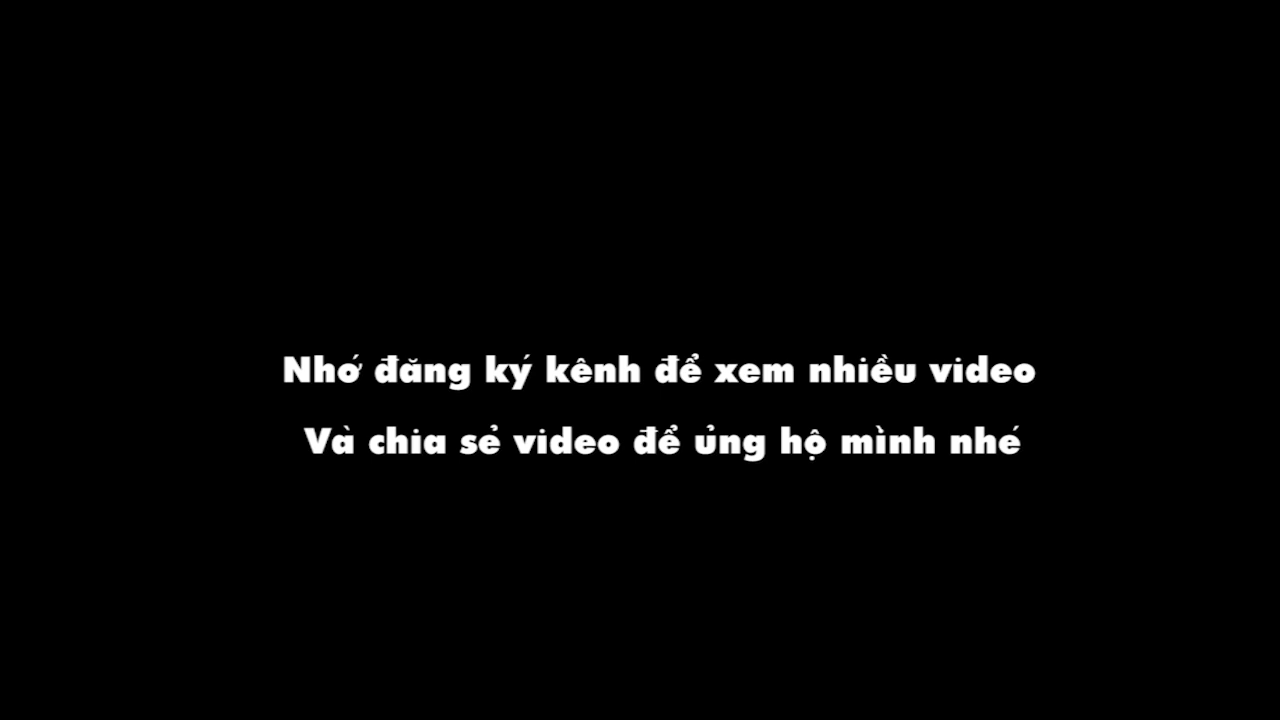 Nhớ đăng ký kênh để xem nhiều video
Và chia sẻ video để ủng hộ mình nhé